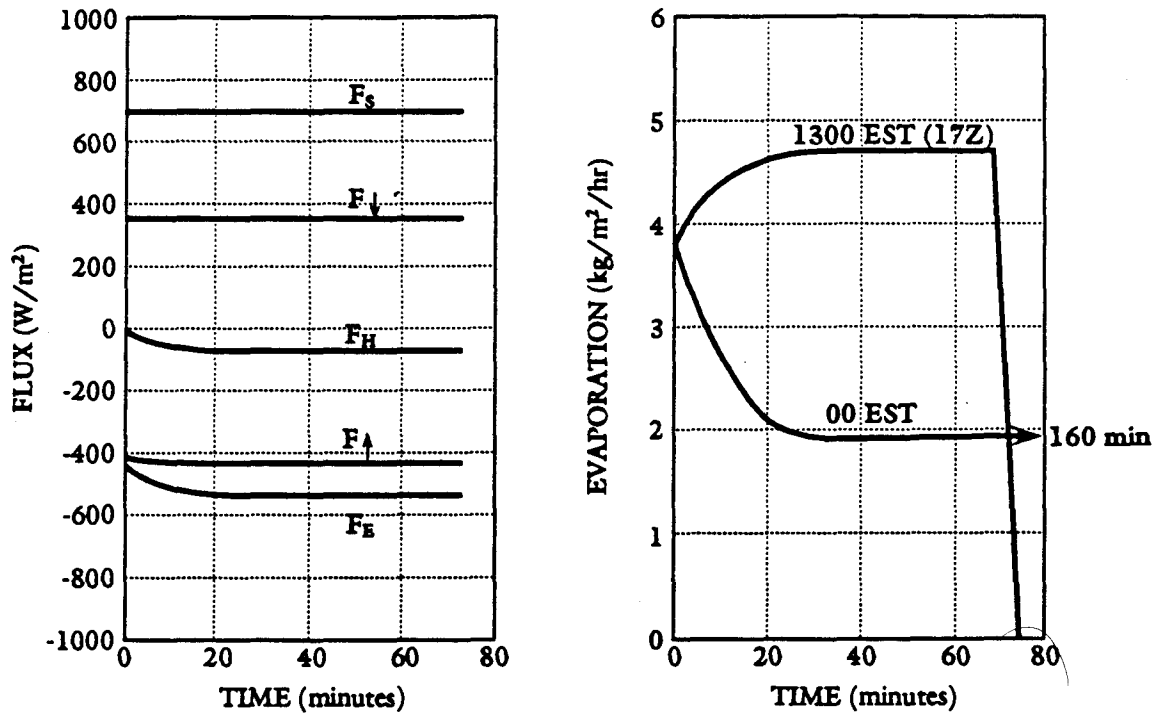 1000
800
600
400
200
0
-200
-400
-600
-800
-1000
FLUX (W/m²)
F_S
F↓
F_H
F↑
F_E
0 20 40 60 80
TIME (minutes)
6
5
4
3
2
1
0
EVAPORATION (kg/m²/hr)
1300 EST (17Z)
00 EST
160 min
0 20 40 60 80
TIME (minutes)